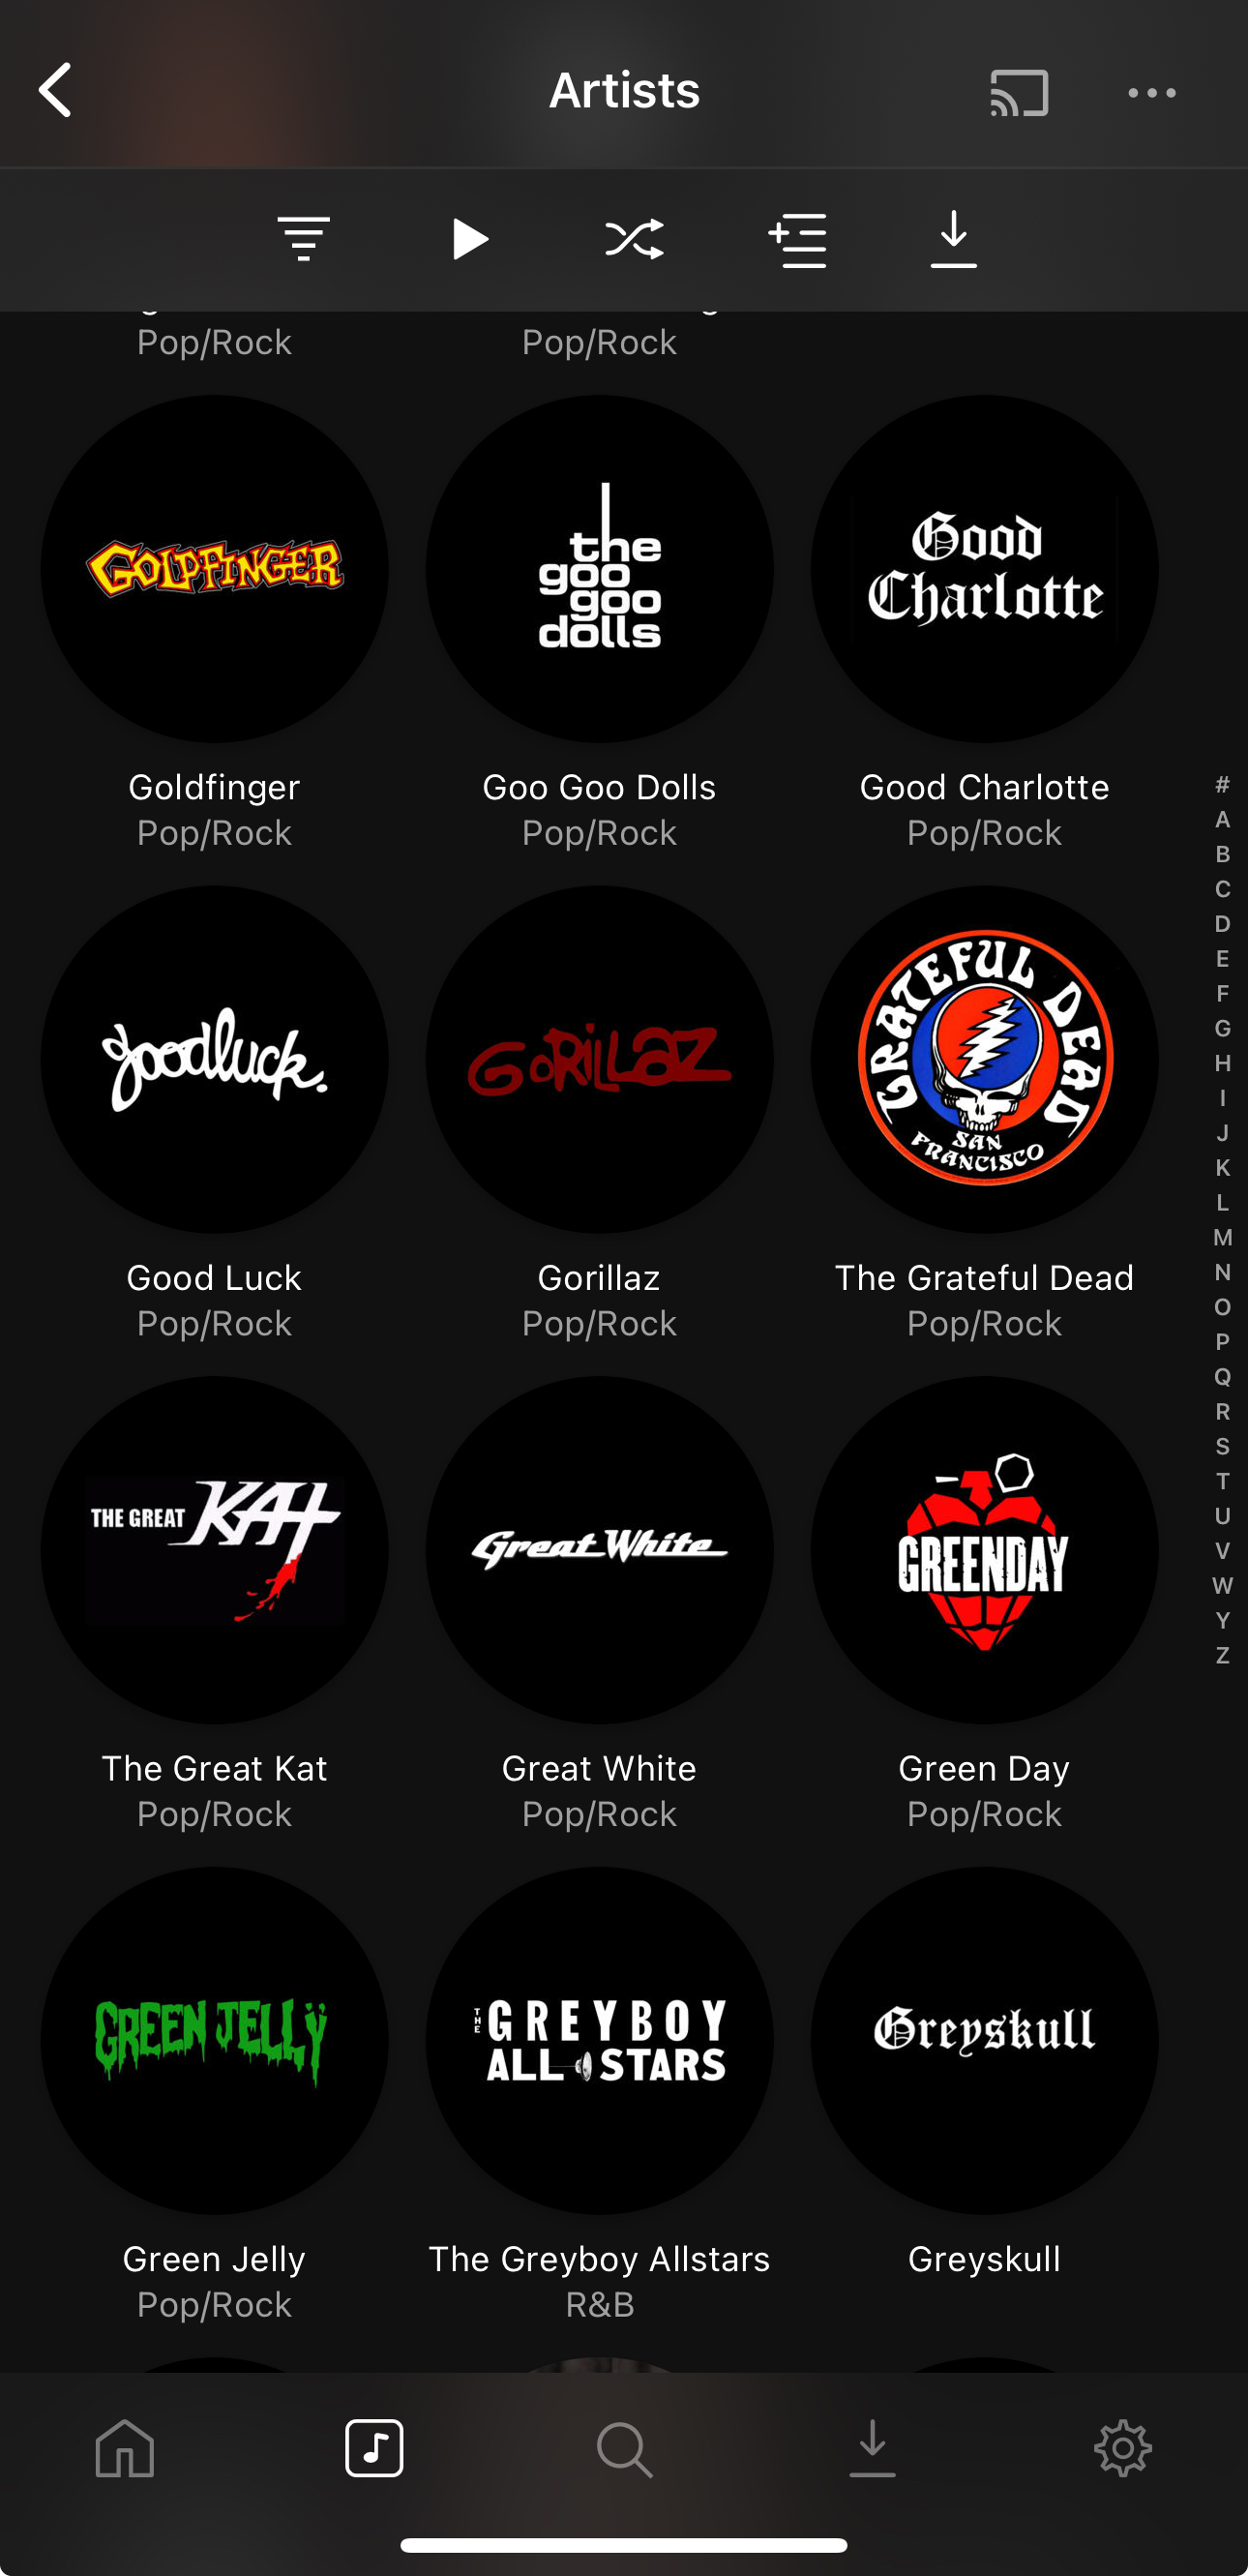 Artists
Pop/Rock
Pop/Rock
GOLDFINGER
the
goo
goo
dolls
Good
Charlotte
Goldfinger
Pop/Rock
Goo Goo Dolls
Pop/Rock
Good Charlotte
Pop/Rock
goodluck.
GORILLAZ
GRATEFUL DEAD
SAN
FRANCISCO
Good Luck
Pop/Rock
Gorillaz
Pop/Rock
The Grateful Dead
Pop/Rock
THE GREAT KAT
Great White
GREENDAY
The Great Kat
Pop/Rock
Great White
Pop/Rock
Green Day
Pop/Rock
GREEN JELLŸ
THE GREYBOY
ALL STARS
Greyskull
Green Jelly
Pop/Rock
The Greyboy Allstars
R&B
Greyskull
#
A
B
C
D
E
F
G
H
I
J
K
L
M
N
O
P
Q
R
S
T
U
V
W
Y
Z